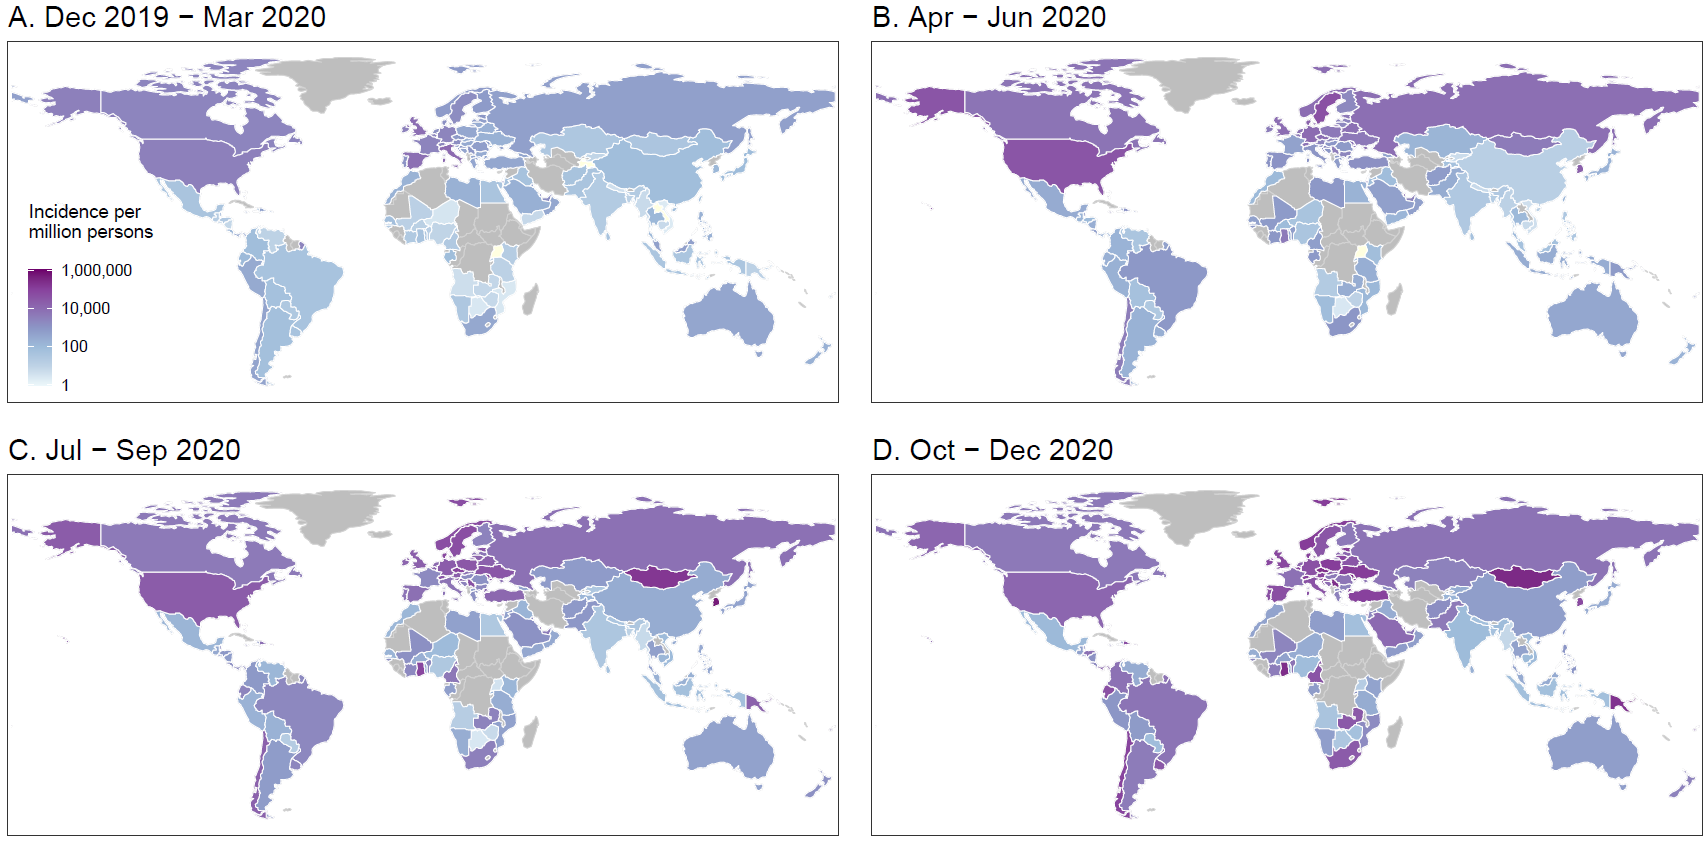 A. Dec 2019 − Mar 2020
B. Apr − Jun 2020
Incidence per
million persons
1,000,000
10,000
100
1
C. Jul − Sep 2020
D. Oct − Dec 2020